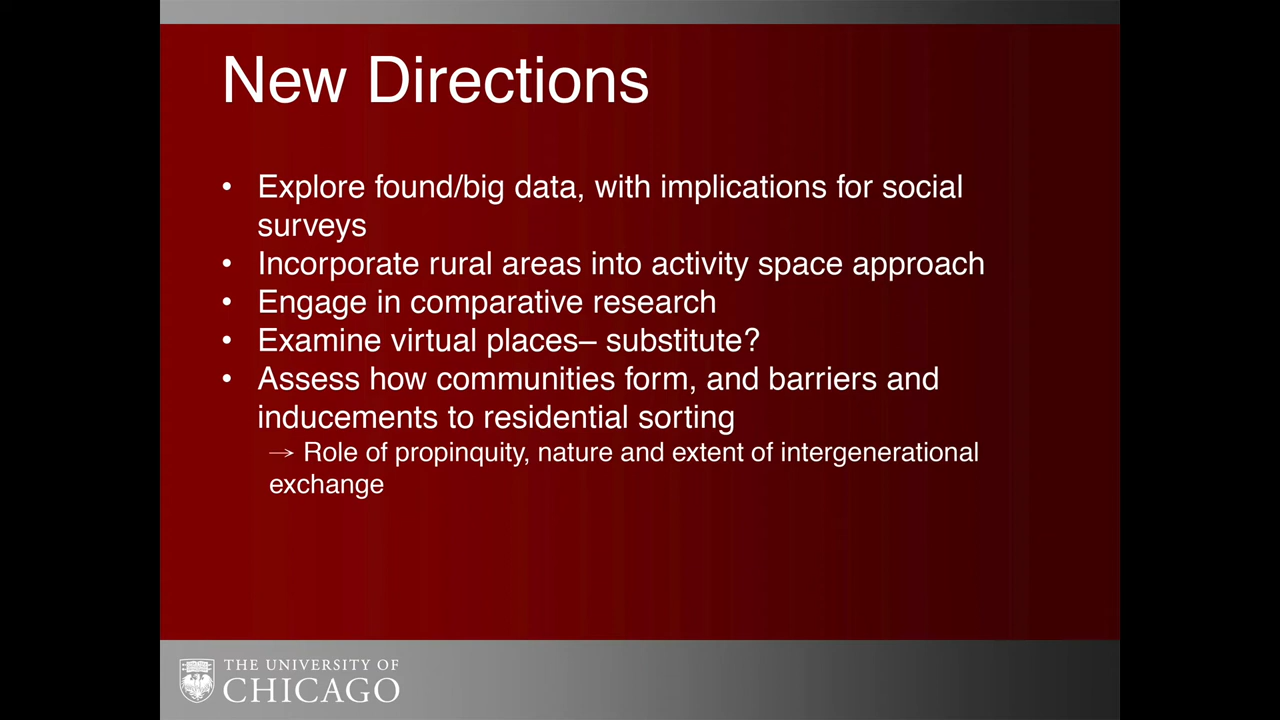 New Directions
• Explore found/big data, with implications for social
surveys
• Incorporate rural areas into activity space approach
• Engage in comparative research
• Examine virtual places– substitute?
• Assess how communities form, and barriers and
inducements to residential sorting
→ Role of propinquity, nature and extent of intergenerational
exchange
THE UNIVERSITY OF
CHICAGO